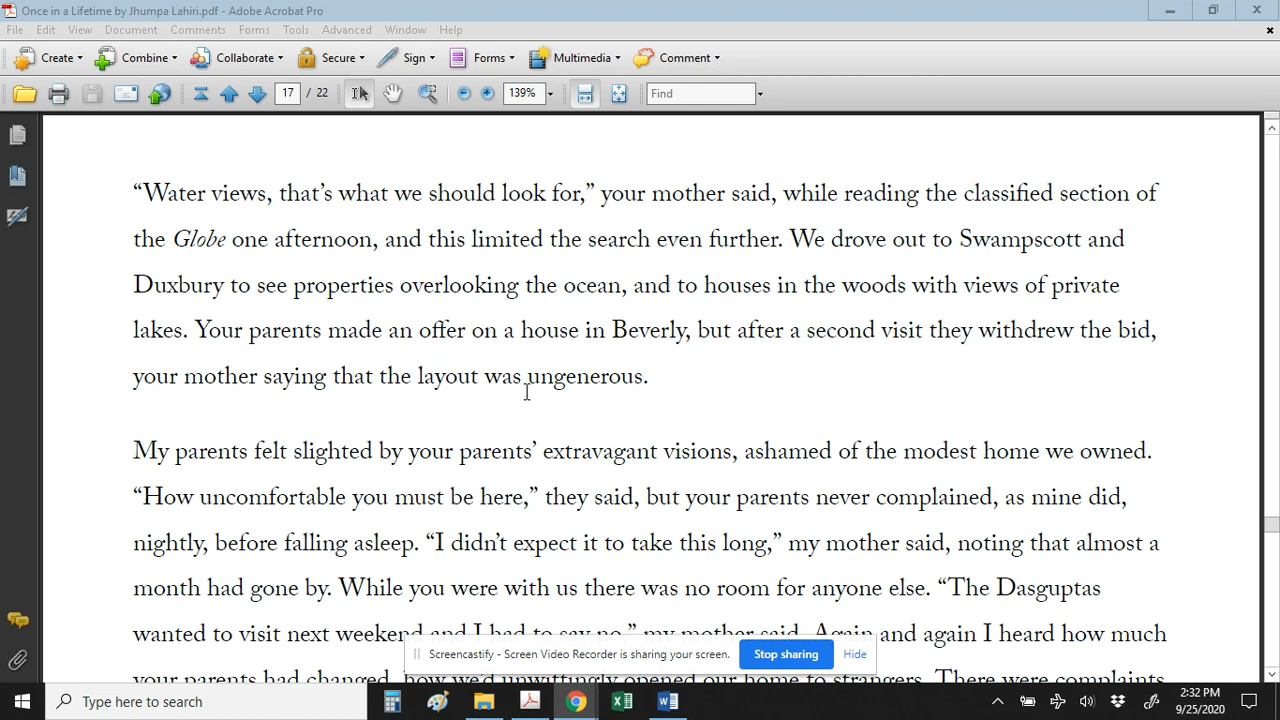 Once in a Lifetime by Jhumpa Lahiri.pdf - Adobe Acrobat Pro
File Edit View Document Comments Forms Tools Advanced Window Help
Create Combine Collaborate Secure Sign Forms Multimedia Comment
17 / 22 139% Find
“Water views, that’s what we should look for,” your mother said, while reading the classified section of
the Globe one afternoon, and this limited the search even further. We drove out to Swampscott and
Duxbury to see properties overlooking the ocean, and to houses in the woods with views of private
lakes. Your parents made an offer on a house in Beverly, but after a second visit they withdrew the bid,
your mother saying that the layout was ungenerous.
My parents felt slighted by your parents’ extravagant visions, ashamed of the modest home we owned.
“How uncomfortable you must be here,” they said, but your parents never complained, as mine did,
nightly, before falling asleep. “I didn’t expect it to take this long,” my mother said, noting that almost a
month had gone by. While you were with us there was no room for anyone else. “The Dasguptas
wanted to visit next weekend and I had to say no,” my mother said. Again and again I heard how much
your parents had changed, how we’d unwittingly opened our home to strangers. There were complaints
Screencastify - Screen Video Recorder is sharing your screen. Stop sharing Hide
Type here to search
2:32 PM
9/25/2020